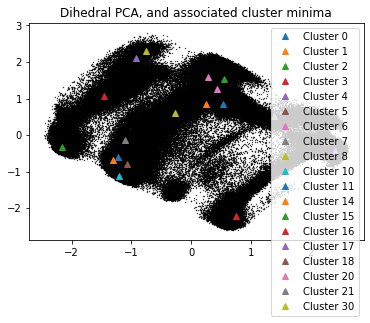 Dihedral PCA, and associated cluster minima
3
2
1
0
−1
−2
−2
−1
0
1
Cluster 0
Cluster 1
Cluster 2
Cluster 3
Cluster 4
Cluster 5
Cluster 6
Cluster 7
Cluster 8
Cluster 10
Cluster 11
Cluster 14
Cluster 15
Cluster 16
Cluster 17
Cluster 18
Cluster 20
Cluster 21
Cluster 30